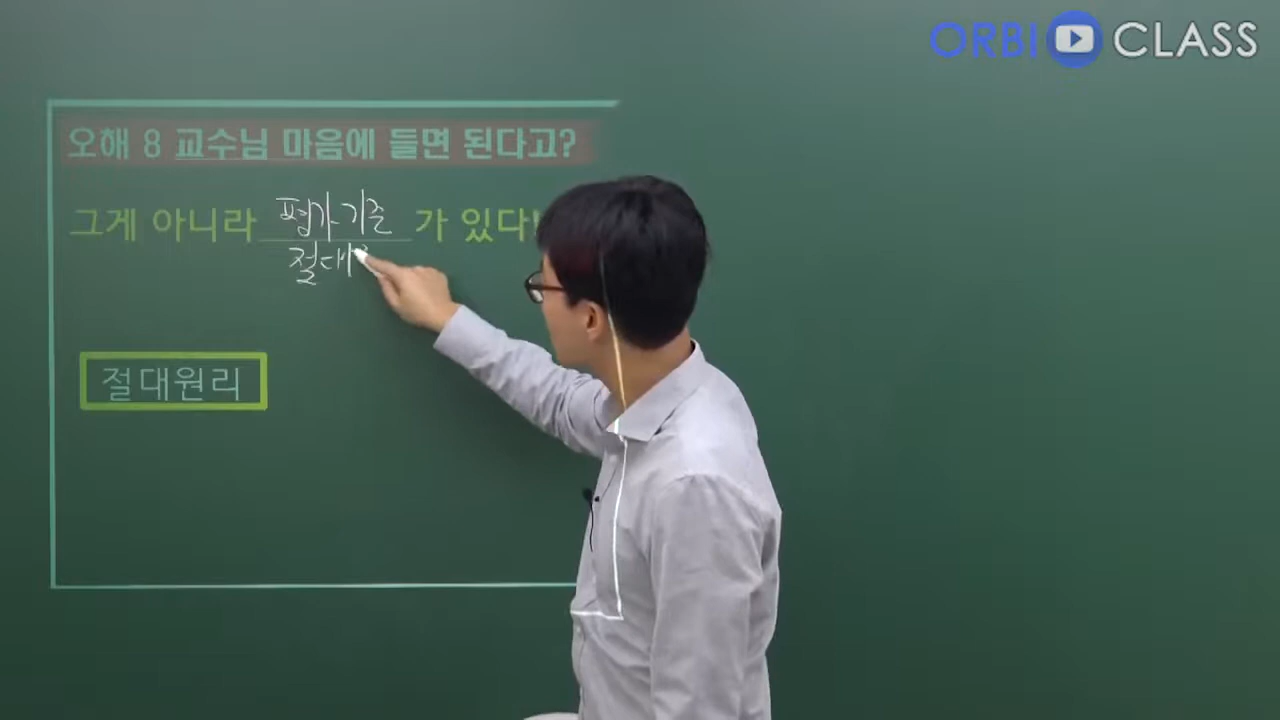 ORBI CLASS
오해 8 교수님 마음에 들면 된다고?
그게 아니라 평가기준 가 있다!
절대
절대원리